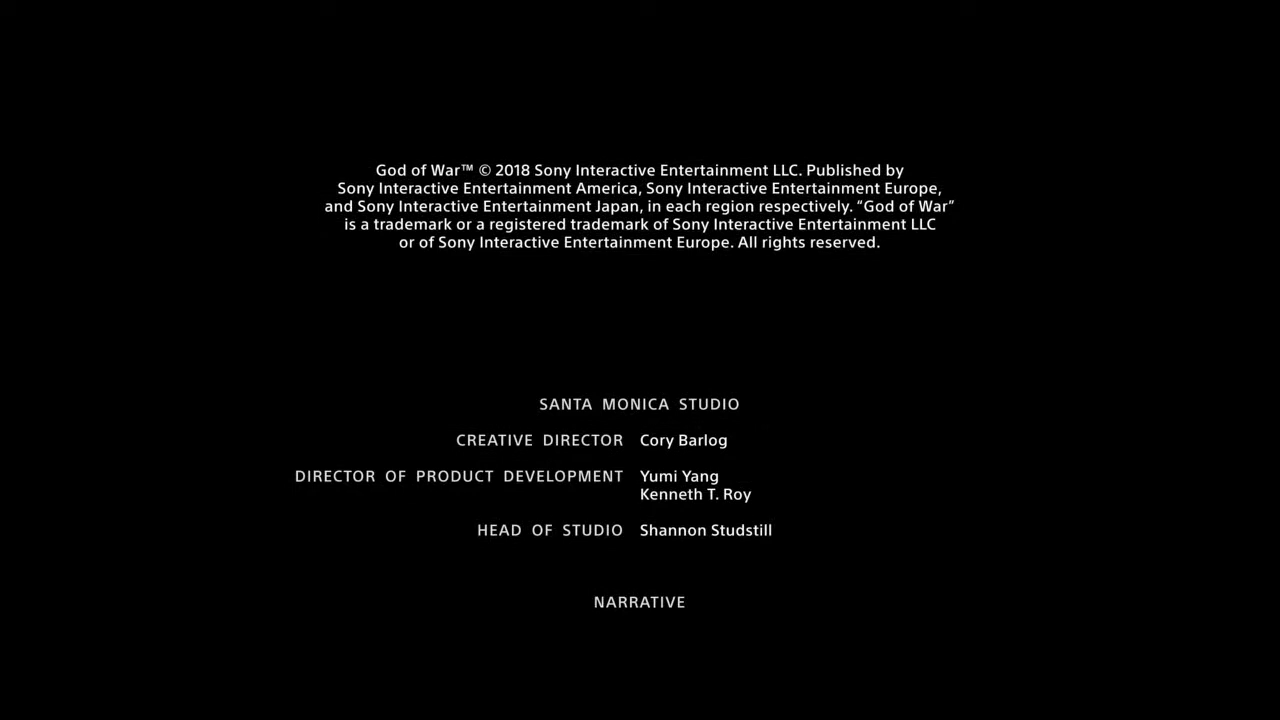 God of War™ © 2018 Sony Interactive Entertainment LLC. Published by
Sony Interactive Entertainment America, Sony Interactive Entertainment Europe,
and Sony Interactive Entertainment Japan, in each region respectively. “God of War”
is a trademark or a registered trademark of Sony Interactive Entertainment LLC
or of Sony Interactive Entertainment Europe. All rights reserved.
SANTA MONICA STUDIO
CREATIVE DIRECTOR Cory Barlog
DIRECTOR OF PRODUCT DEVELOPMENT Yumi Yang
Kenneth T. Roy
HEAD OF STUDIO Shannon Studstill
NARRATIVE